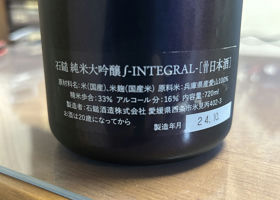 石鎚 純米大吟醸∫-INTEGRAL-[昔日本酒]
原材料名:米(国産)、米麹(国産米) 原料米:兵庫県産愛山100%
精米歩合:33% アルコール分:16% 内容量:720ml
製造者:石鎚酒造株式会社 愛媛県西条市氷見丙402-3
お酒は20歳になってから
製造年月 24.10